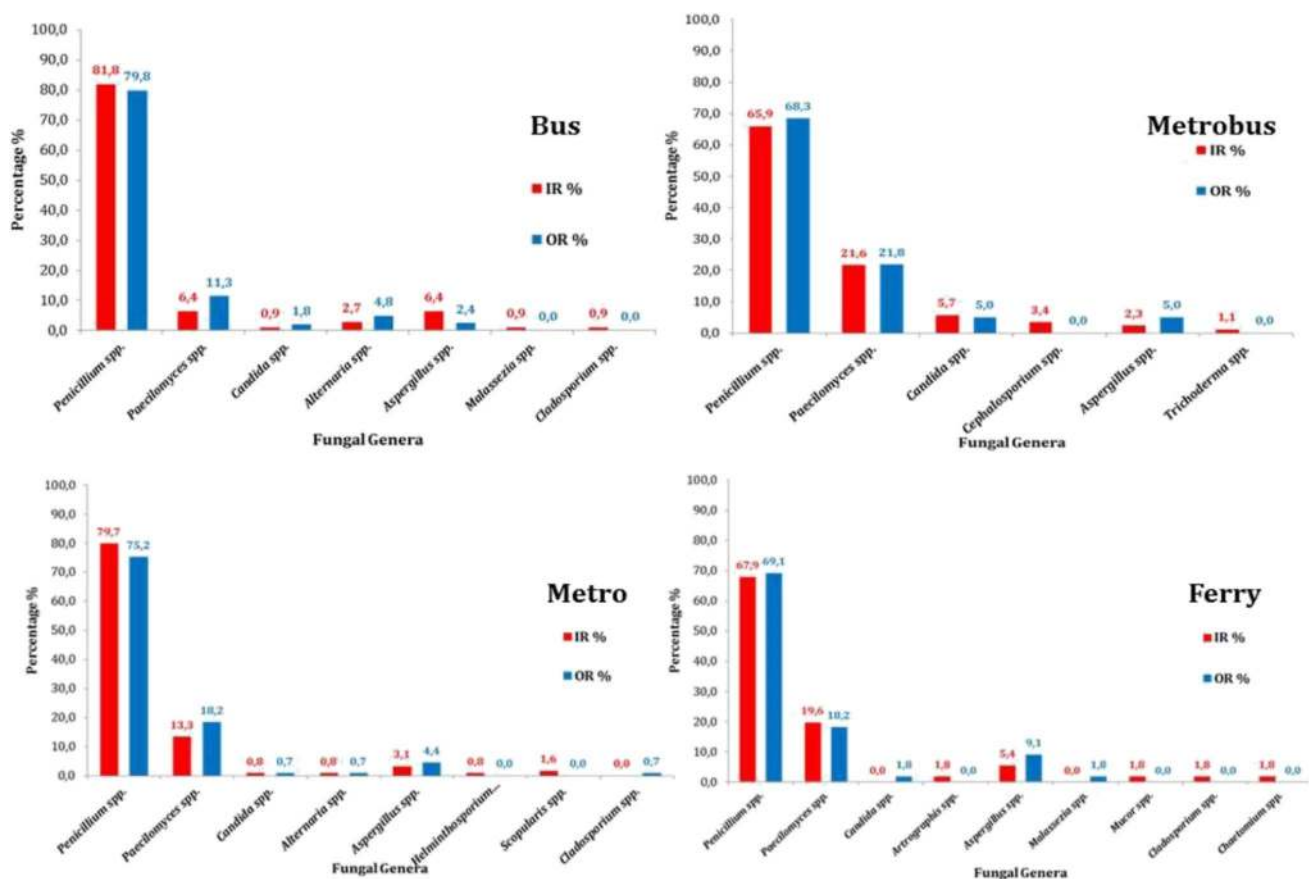 Bus
Percentage %
100,0
90,0
80,0
70,0
60,0
50,0
40,0
30,0
20,0
10,0
0,0
81,8
79,8
6,4
11,3
0,9
1,8
2,7
4,8
6,4
2,4
0,9
0,0
0,9
0,0
IR %
OR %
Penicillium spp.
Paecilomyces spp.
Candida spp.
Alternaria spp.
Aspergillus spp.
Malassezia spp.
Cladosporium spp.
Fungal Genera
Metrobus
Percentage %
100,0
90,0
80,0
70,0
60,0
50,0
40,0
30,0
20,0
10,0
0,0
65,9
68,3
21,6
21,8
5,7
5,0
3,4
0,0
2,3
5,0
1,1
0,0
IR %
OR %
Penicillium spp.
Paecilomyces spp.
Candida spp.
Cephalosporium spp.
Aspergillus spp.
Trichoderma spp.
Fungal Genera
Metro
Percentage %
100,0
90,0
80,0
70,0
60,0
50,0
40,0
30,0
20,0
10,0
0,0
79,7
75,2
13,3
18,2
0,8
0,7
0,8
0,7
3,1
4,4
0,8
0,0
1,6
0,0
0,0
0,7
IR %
OR %
Penicillium spp.
Paecilomyces spp.
Candida spp.
Alternaria spp.
Aspergillus spp.
Helminthosporium...
Scopularis spp.
Cladosporium spp.
Fungal Genera
Ferry
Percentage %
100,0
90,0
80,0
70,0
60,0
50,0
40,0
30,0
20,0
10,0
0,0
67,9
69,1
19,6
18,2
0,0
1,8
1,8
0,0
5,4
9,1
0,0
1,8
1,8
0,0
1,8
0,0
1,8
0,0
IR %
OR %
Penicillium spp.
Paecilomyces spp.
Candida spp.
Artrographis spp.
Aspergillus spp.
Malassezia spp.
Mucor spp.
Cladosporium spp.
Chaetomium spp.
Fungal Genera